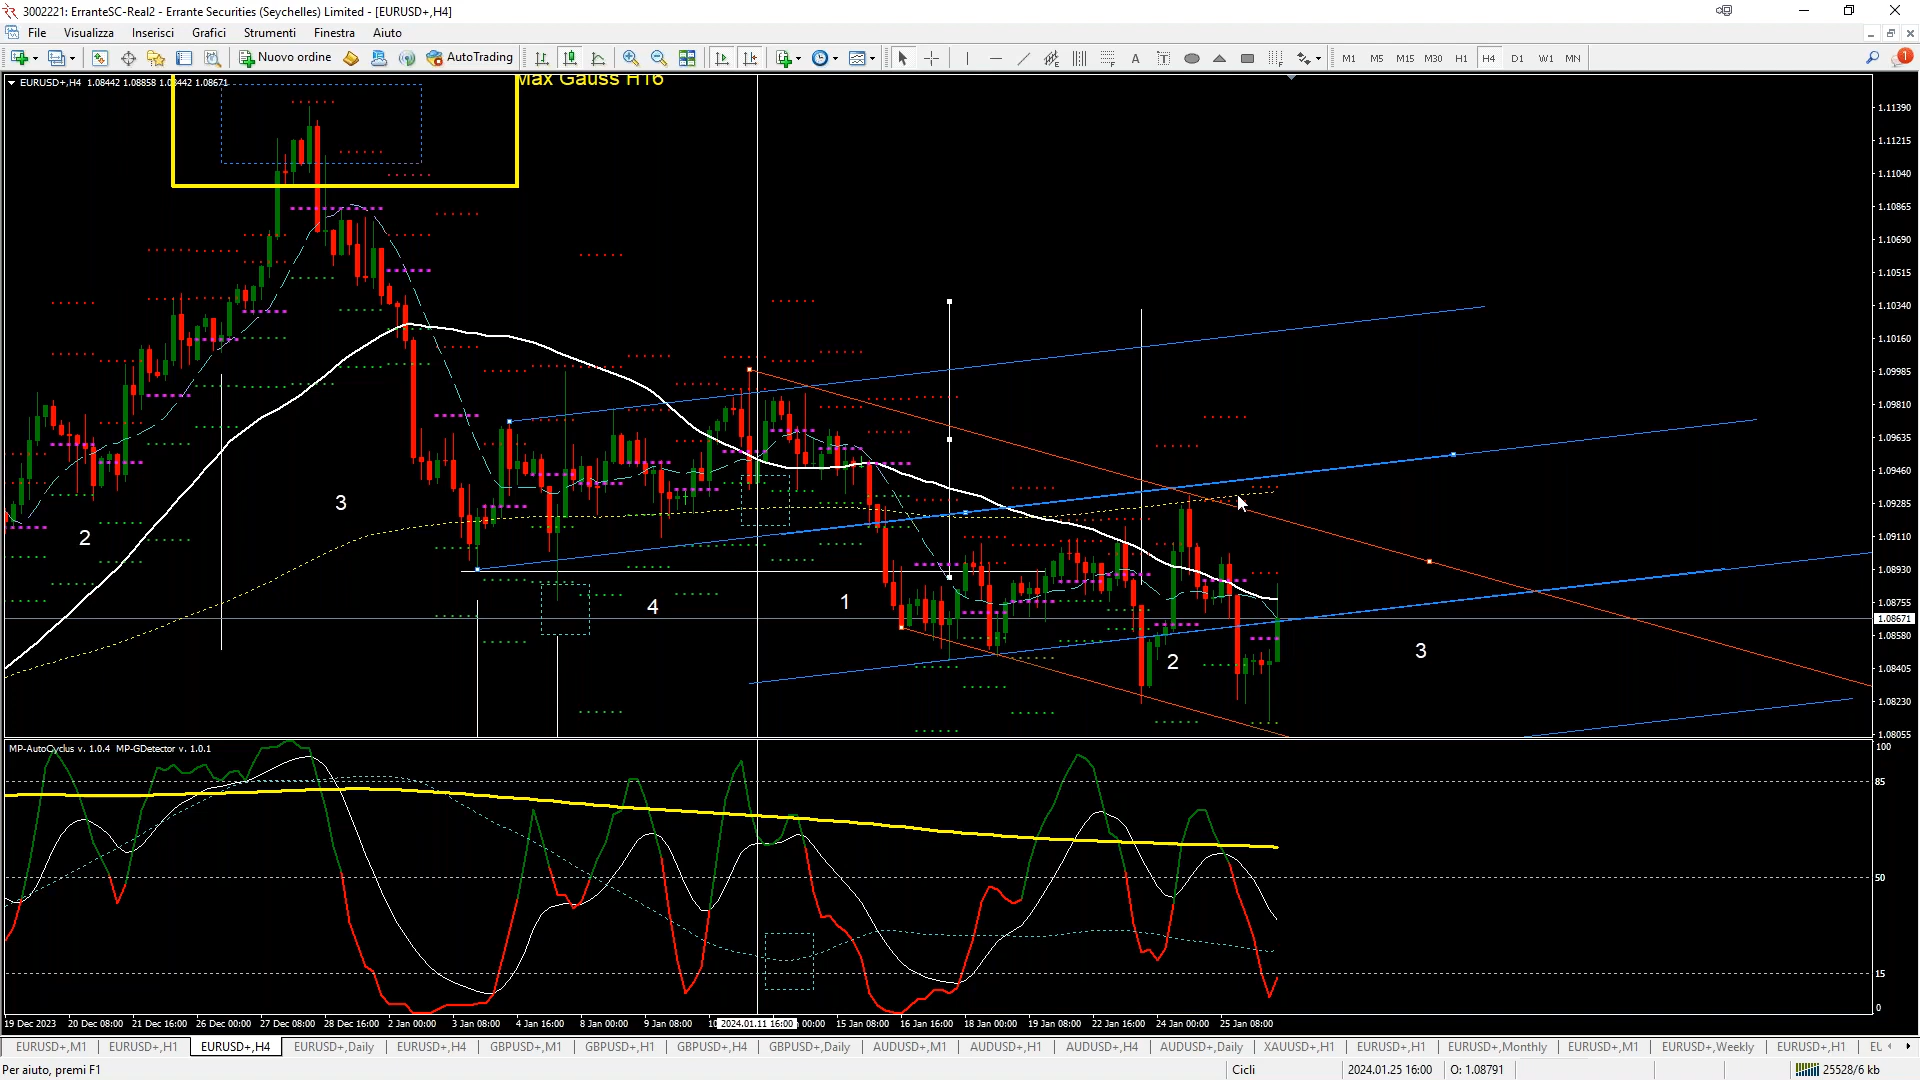 3002221: ErranteSC-Real2 - Errante Securities (Seychelles) Limited - [EURUSD+,H4]
File Visualizza Inserisci Grafici Strumenti Finestra Aiuto
Nuovo ordine AutoTrading A T M1 M5 M15 M30 H1 H4 D1 W1 MN 1
EURUSD+,H4 1.08442 1.08858 1.08442 1.08671
Max Gauss H16
1.11390
1.11215
1.11040
1.10865
1.10690
1.10515
1.10340
1.10160
1.09985
1.09810
1.09635
1.09460
1.09285
1.09110
1.08930
1.08755
1.08671
1.08580
1.08405
1.08230
1.08055
2 3 4 1 2 3
MP-AutoCyclus v. 1.0.4 MP-GDetector v. 1.0.1
100
85
50
15
0
19 Dec 2023 20 Dec 08:00 21 Dec 16:00 26 Dec 00:00 27 Dec 08:00 28 Dec 16:00 2 Jan 00:00 3 Jan 08:00 4 Jan 16:00 8 Jan 00:00 9 Jan 08:00 10 2024.01.11 16:00 00:00 15 Jan 08:00 16 Jan 16:00 18 Jan 00:00 19 Jan 08:00 22 Jan 16:00 24 Jan 00:00 25 Jan 08:00
EURUSD+,M1 EURUSD+,H1 EURUSD+,H4 EURUSD+,Daily EURUSD+,H4 GBPUSD+,M1 GBPUSD+,H1 GBPUSD+,H4 GBPUSD+,Daily AUDUSD+,M1 AUDUSD+,H1 AUDUSD+,H4 AUDUSD+,Daily XAUUSD+,H1 EURUSD+,H1 EURUSD+,Monthly EURUSD+,M1 EURUSD+,Weekly EURUSD+,H1 EU
Per aiuto, premi F1 Cicli 2024.01.25 16:00 O: 1.08791 25528/6 kb